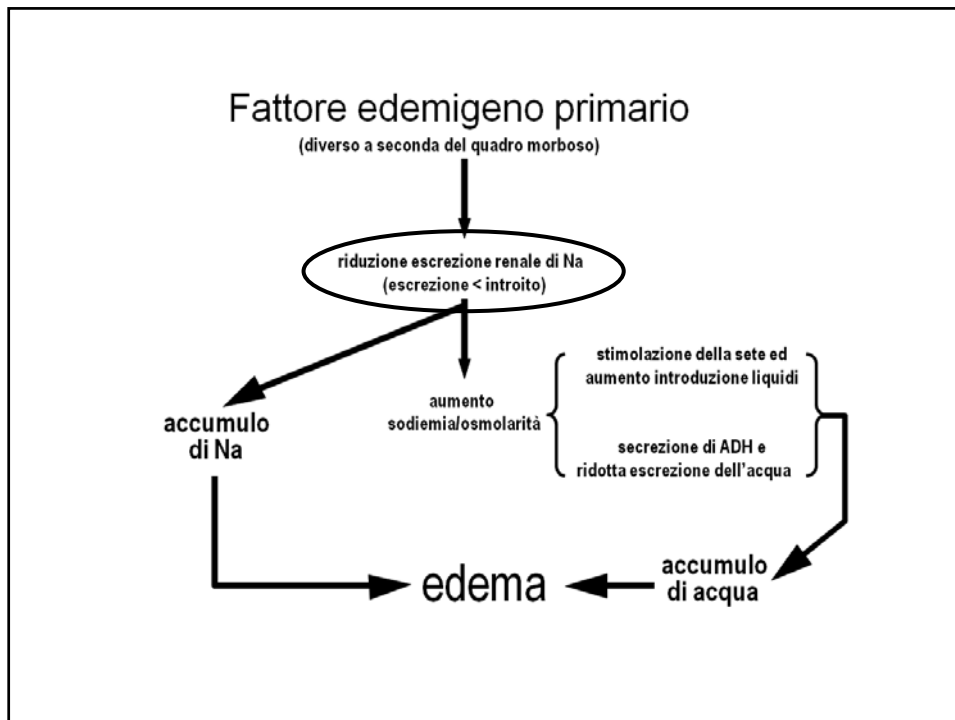 Fattore edemigeno primario
(diverso a seconda del quadro morboso)
riduzione escrezione renale di Na
(escrezione < introito)
accumulo
di Na
aumento
sodiemia/osmolarità
stimolazione della sete ed
aumento introduzione liquidi
secrezione di ADH e
ridotta escrezione dell'acqua
edema
accumulo
di acqua